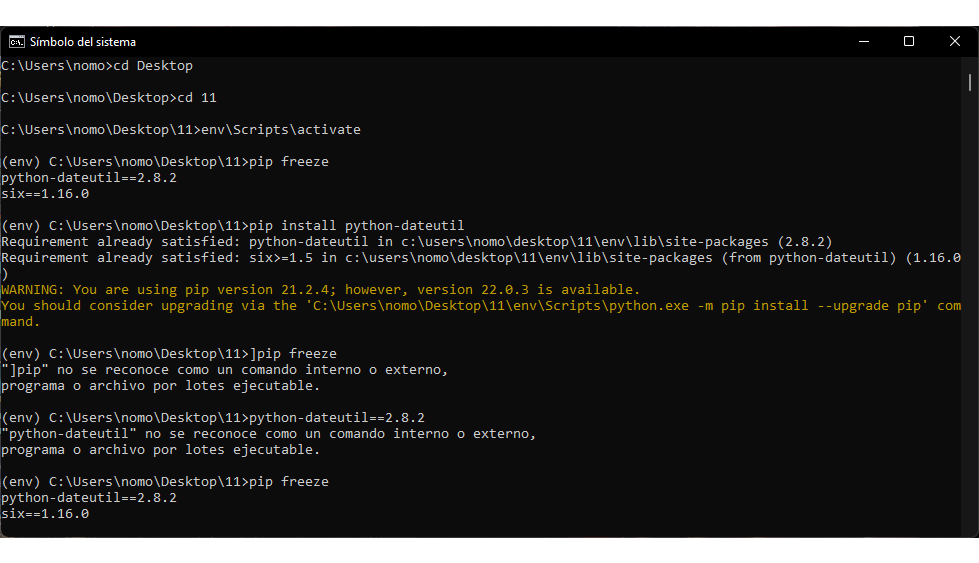 Símbolo del sistema
C:\Users\nomo>cd Desktop
C:\Users\nomo\Desktop>cd 11
C:\Users\nomo\Desktop\11>env\Scripts\activate
(env) C:\Users\nomo\Desktop\11>pip freeze
python-dateutil==2.8.2
six==1.16.0
(env) C:\Users\nomo\Desktop\11>pip install python-dateutil
Requirement already satisfied: python-dateutil in c:\users\nomo\desktop\11\env\lib\site-packages (2.8.2)
Requirement already satisfied: six>=1.5 in c:\users\nomo\desktop\11\env\lib\site-packages (from python-dateutil) (1.16.0
)
WARNING: You are using pip version 21.2.4; however, version 22.0.3 is available.
You should consider upgrading via the 'C:\Users\nomo\Desktop\11\env\Scripts\python.exe -m pip install --upgrade pip' com
mand.
(env) C:\Users\nomo\Desktop\11>]pip freeze
"]pip" no se reconoce como un comando interno o externo,
programa o archivo por lotes ejecutable.
(env) C:\Users\nomo\Desktop\11>python-dateutil==2.8.2
"python-dateutil" no se reconoce como un comando interno o externo,
programa o archivo por lotes ejecutable.
(env) C:\Users\nomo\Desktop\11>pip freeze
python-dateutil==2.8.2
six==1.16.0